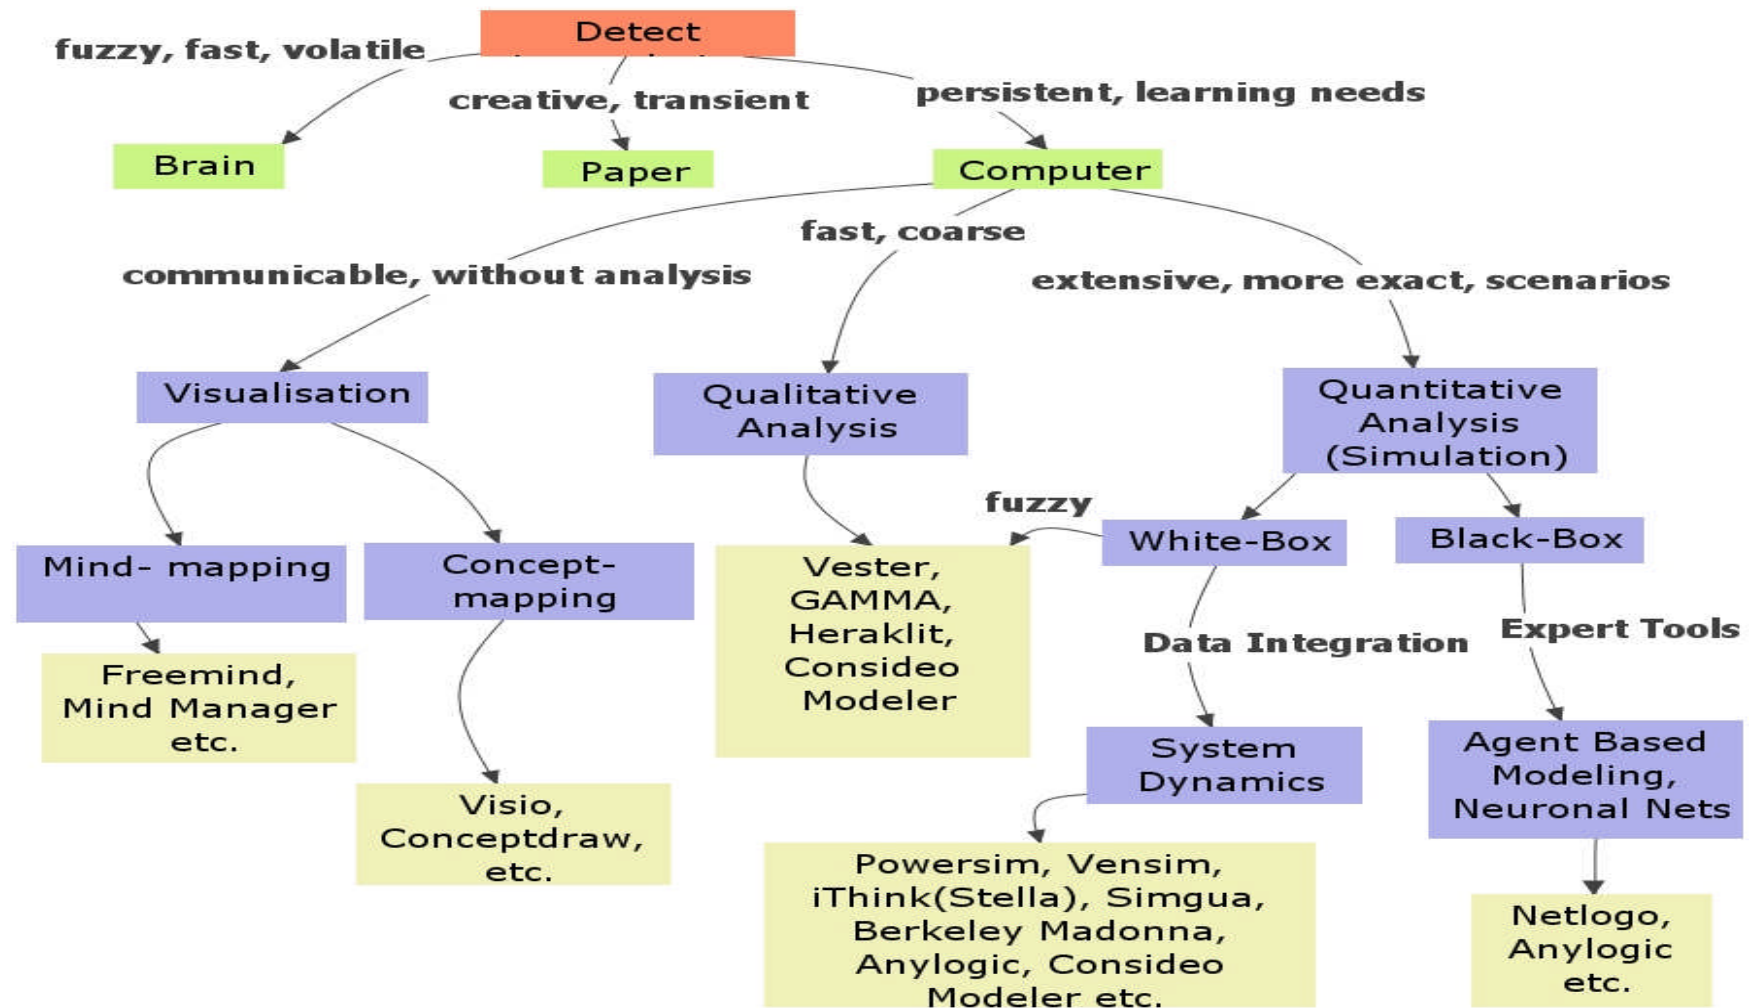 Detect
fuzzy, fast, volatile
creative, transient
persistent, learning needs
Brain
Paper
Computer
fast, coarse
communicable, without analysis
extensive, more exact, scenarios
Visualisation
Qualitative
Analysis
Quantitative
Analysis
(Simulation)
fuzzy
White-Box
Black-Box
Mind- mapping
Concept-
mapping
Vester,
GAMMA,
Heraklit,
Consideo
Modeler
Data Integration
Expert Tools
Freemind,
Mind Manager
etc.
System
Dynamics
Agent Based
Modeling,
Neuronal Nets
Visio,
Conceptdraw,
etc.
Powersim, Vensim,
iThink(Stella), Simgua,
Berkeley Madonna,
Anylogic, Consideo
Modeler etc.
Netlogo,
Anylogic
etc.